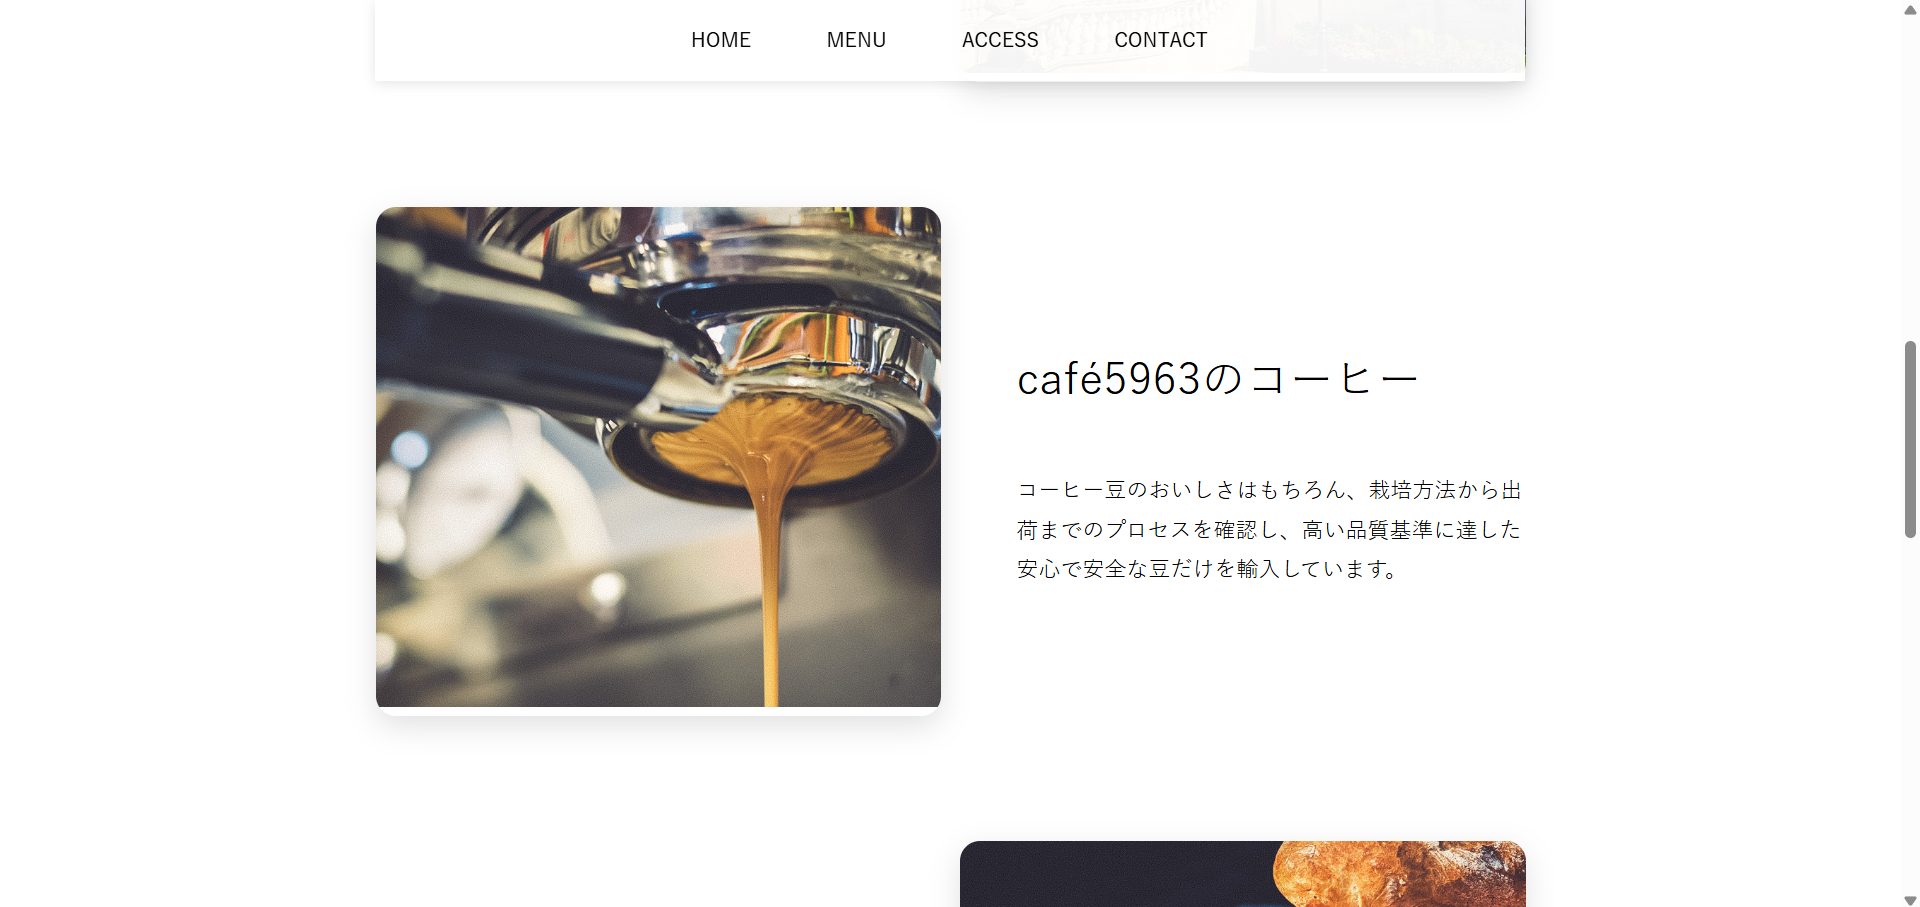 HOME MENU ACCESS CONTACT
café5963のコーヒー
コーヒー豆のおいしさはもちろん、栽培方法から出
荷までのプロセスを確認し、高い品質基準に達した
安心で安全な豆だけを輸入しています。